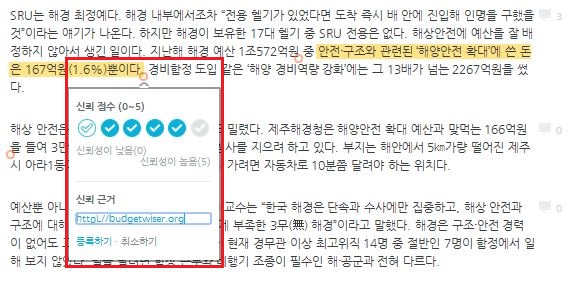 SRU는 해경 최정예다. 해경 내부에서조차 “전용 헬기가 있었다면 도착 즉시 배 안에 진입해 인명을 구했을
3
것”이라는 얘기가 나온다. 하지만 해경이 보유한 17대 헬기 중 SRU 전용은 없다. 해상안전에 예산을 잘 배
정하지 않아서 생긴 일이다. 지난해 해경 예산 1조572억원 중 안전·구조와 관련된 ‘해양안전 확대’에 쓴 돈
은 167억원(1.6%)뿐이다. 경비함정 도입 같은 ‘해양 경비역량 강화’에는 그 13배가 넘는 2267억원을 썼
다.
신뢰 점수 (0~5)
신뢰성이 낮음(0)
신뢰성이 높음(5)
신뢰 근거
http://budgetwiser.org
등록하기 · 취소하기
해상 안전은
밀렸다. 제주해경청은 해양안전 확대 예산과 맞먹는 166억원
0
을 들여 3만
사를 지으려 하고 있다. 부지는 해안에서 5㎞가량 떨어진 제주
시 아라1동
가려면 자동차로 10분쯤 달려야 하는 위치다.
예산뿐 아니
교수는 “한국 해경은 단속과 수사에만 집중하고, 해상 안전과
0
구조에 대한
부족한 3무(無) 해경”이라고 말했다. 해경은 구조·안전 경력
이 없어도
현재 경무관 이상 최고위직 14명 중 절반인 7명이 함정에서 일
해 보지 않았다.
조종이 필수인 해·공군과 전혀 다르다.